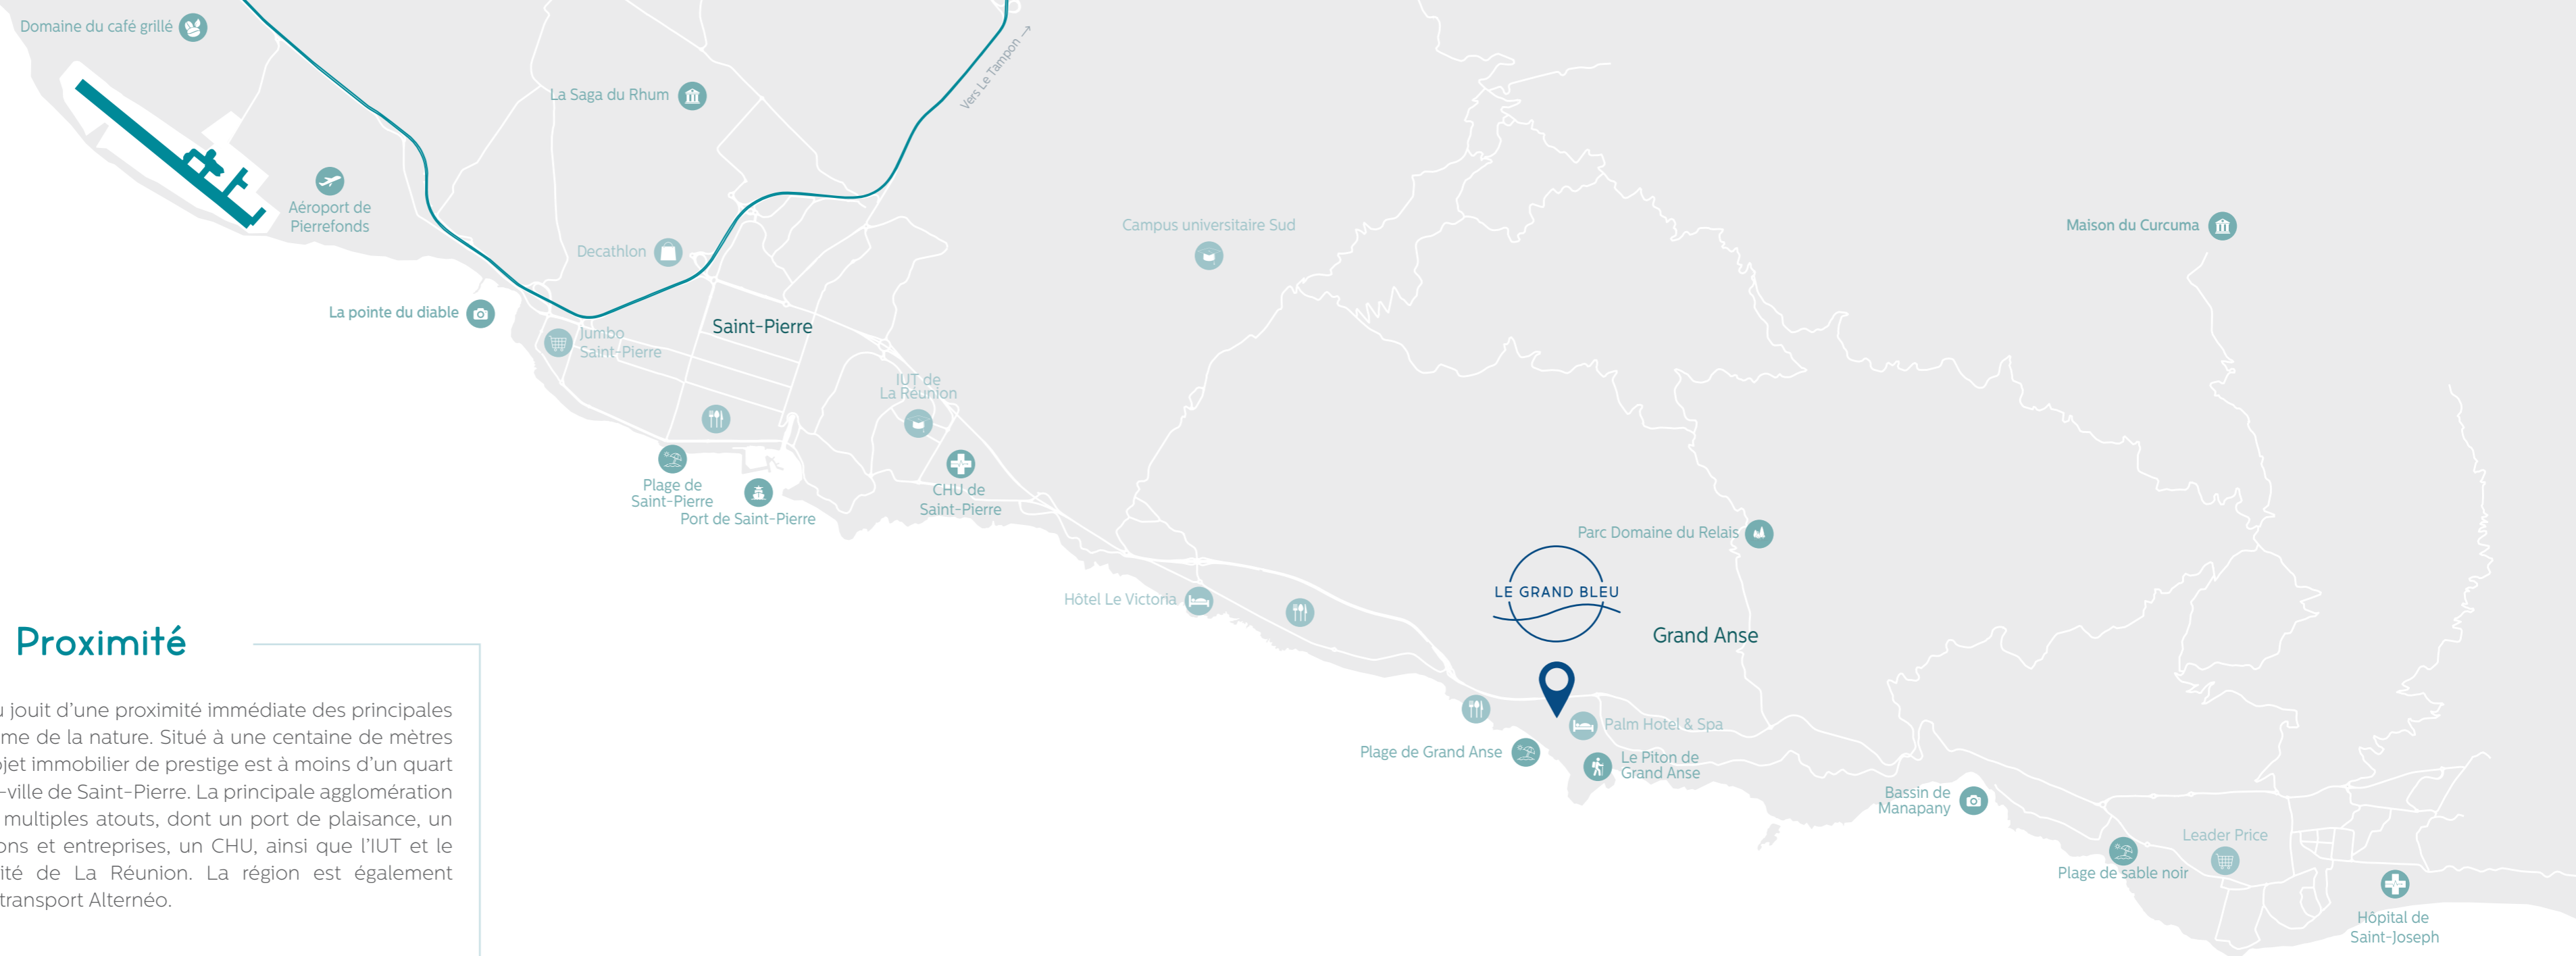 Domaine du café grillé
Vers Le Tampon →
La Saga du Rhum
Aéroport de
Pierrefonds
Campus universitaire Sud
Maison du Curcuma
Decathlon
La pointe du diable
Saint-Pierre
Jumbo
Saint-Pierre
IUT de
La Réunion
Plage de
Saint-Pierre
Port de Saint-Pierre
CHU de
Saint-Pierre
Parc Domaine du Relais
LE GRAND BLEU
Hôtel Le Victoria
Grand Anse
Palm Hotel & Spa
Plage de Grand Anse
Le Piton de
Grand Anse
Bassin de
Manapany
Leader Price
Plage de sable noir
Hôpital de
Saint-Joseph
Proximité
jouit d'une proximité immédiate des principales
de la nature. Situé à une centaine de mètres
immobilier de prestige est à moins d'un quart
-ville de Saint-Pierre. La principale agglomération
multiples atouts, dont un port de plaisance, un
et entreprises, un CHU, ainsi que l'IUT et le
de La Réunion. La région est également
transport Alternéo.